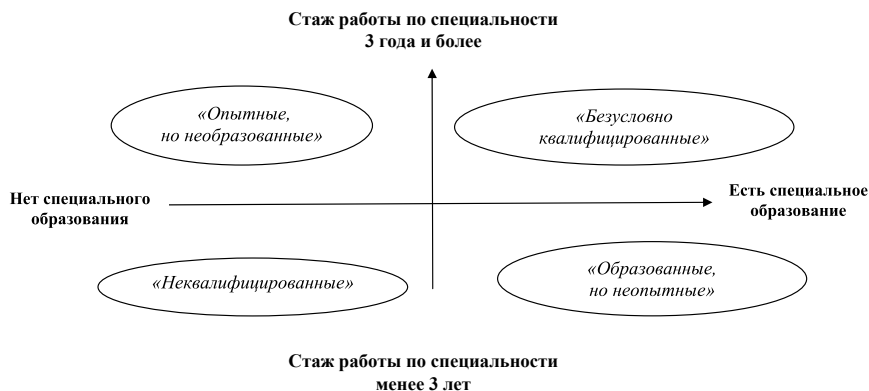 Стаж работы по специальности
3 года и более
«Опытные,
но необразованные»
«Безусловно
квалифицированные»
Нет специального
образования
Есть специальное
образование
«Неквалифицированные»
«Образованные,
но неопытные»
Стаж работы по специальности
менее 3 лет